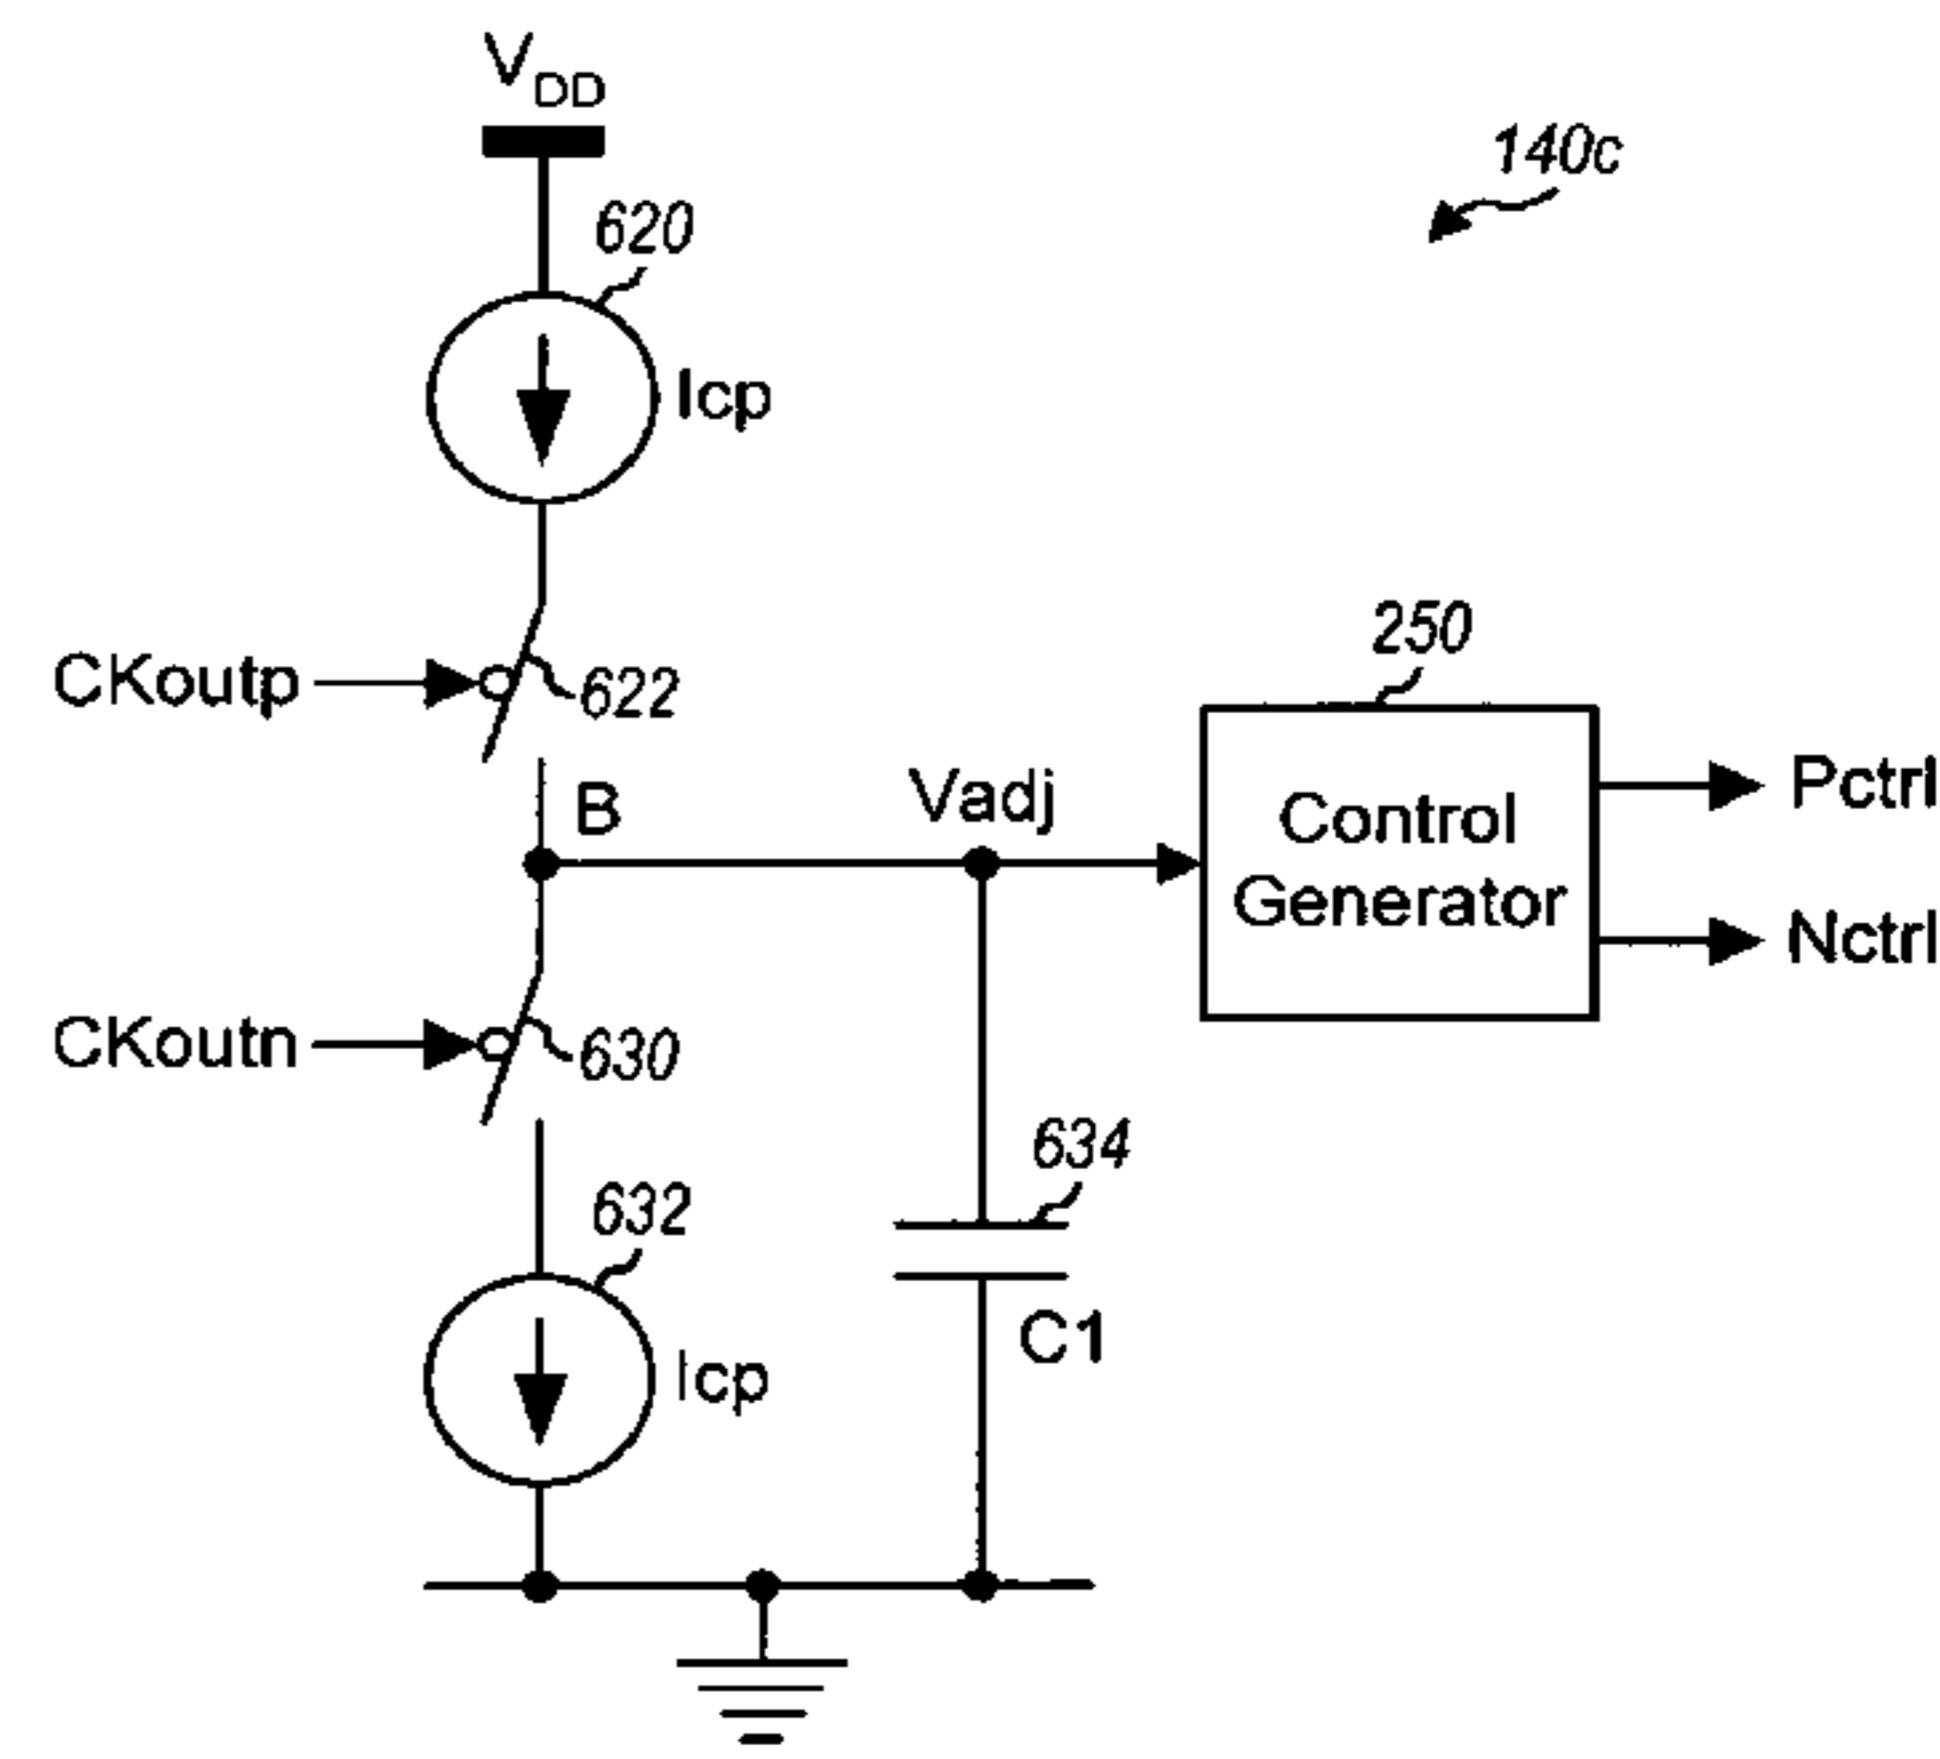 VDD
140c
620
Icp
CKoutp
622
250
B
Vadj
Control
Generator
Pctrl
Nctrl
CKoutn
630
634
632
Icp
C1